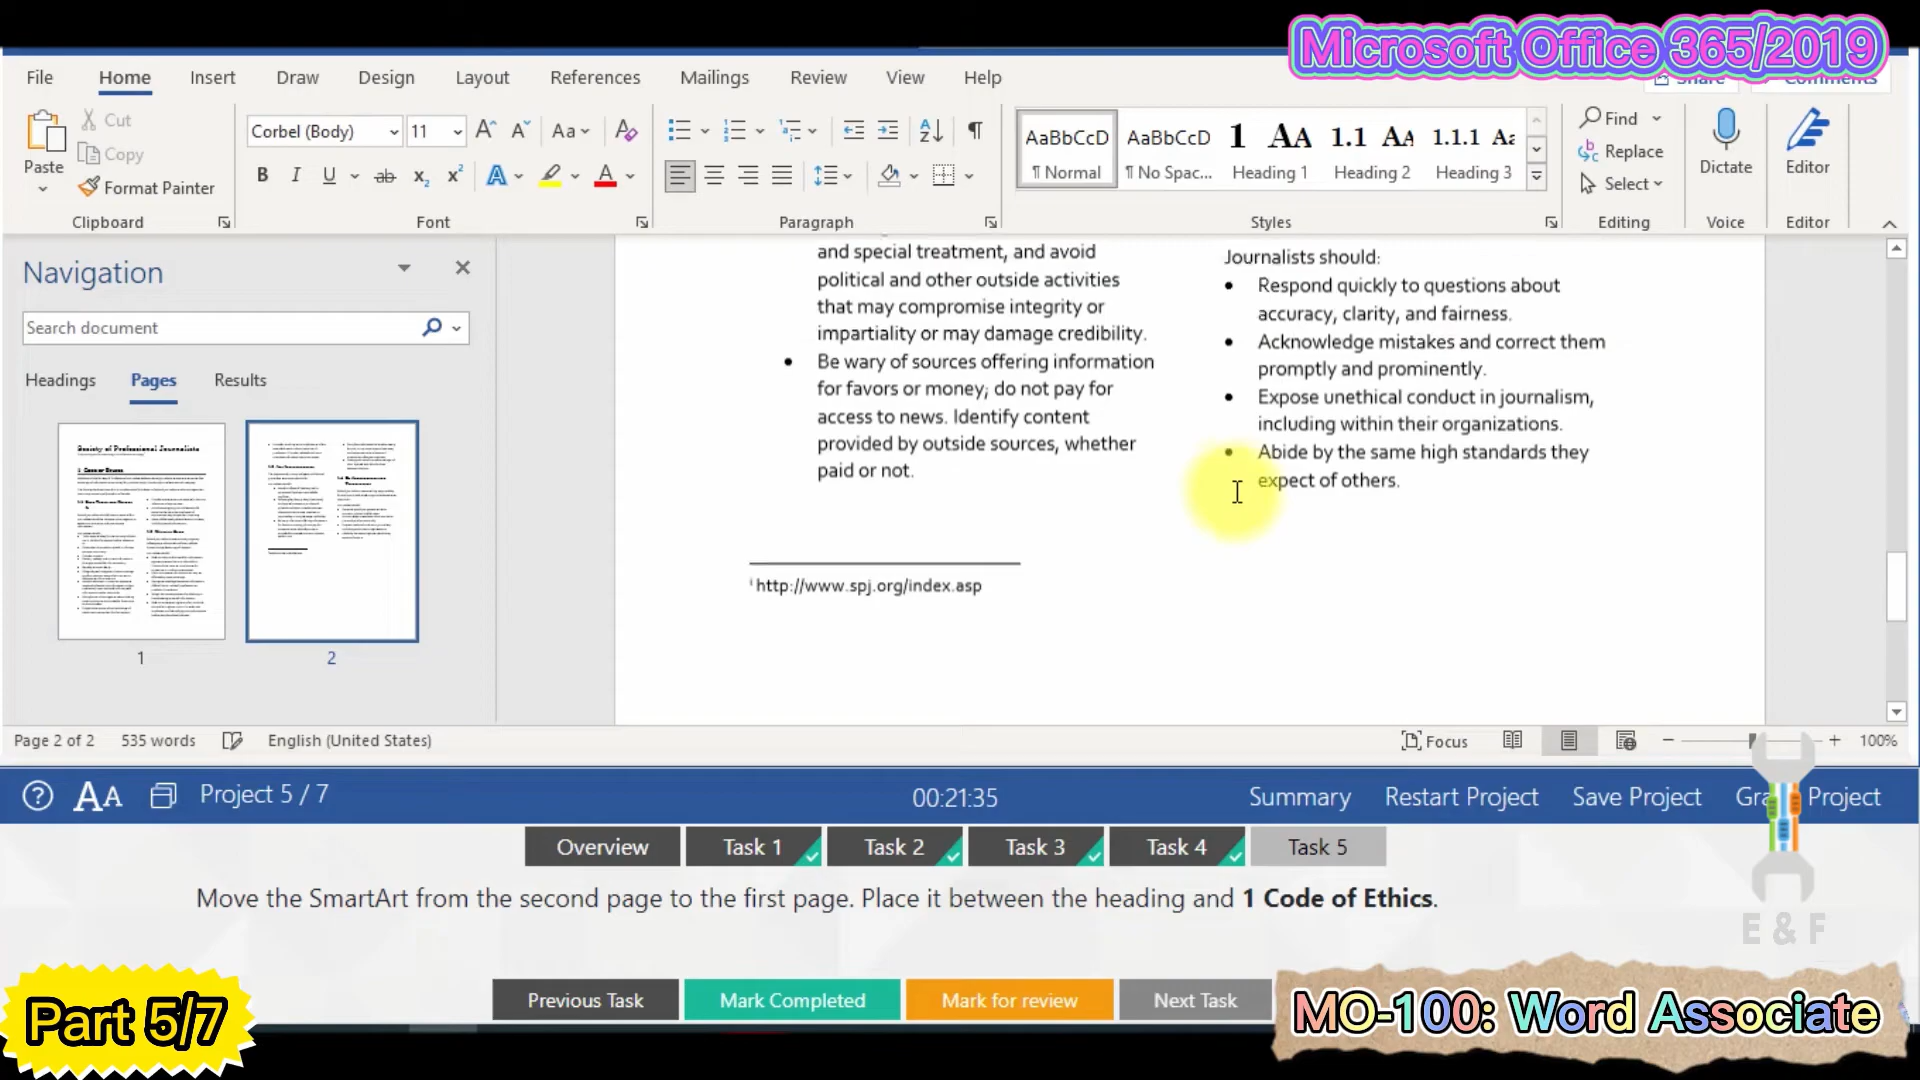 Microsoft Office 365/2019
File Home Insert Draw Design Layout References Mailings Review View Help Share Comments
Paste
Cut
Copy
Format Painter
Clipboard
Corbel (Body) 11
Font
Paragraph
AaBbCcD AaBbCcD 1 AA 1.1 AA 1.1.1 Aa
¶ Normal ¶ No Spac... Heading 1 Heading 2 Heading 3
Styles
Find
Replace
Select
Editing
Dictate
Voice
Editor
Editor
Navigation
Search document
Headings Pages Results
Society of Professional Journalists
1
2
and special treatment, and avoid
political and other outside activities
that may compromise integrity or
impartiality or may damage credibility.
• Be wary of sources offering information
for favors or money; do not pay for
access to news. Identify content
provided by outside sources, whether
paid or not.
Journalists should:
• Respond quickly to questions about
accuracy, clarity, and fairness.
• Acknowledge mistakes and correct them
promptly and prominently.
• Expose unethical conduct in journalism,
including within their organizations.
• Abide by the same high standards they
expect of others.
i http://www.spj.org/index.asp
Page 2 of 2 535 words English (United States) Focus 100%
Project 5 / 7 00:21:35 Summary Restart Project Save Project Project
Overview Task 1 Task 2 Task 3 Task 4 Task 5
Move the SmartArt from the second page to the first page. Place it between the heading and 1 Code of Ethics.
E & F
Previous Task Mark Completed Mark for review Next Task
Part 5/7
MO-100: Word Associate